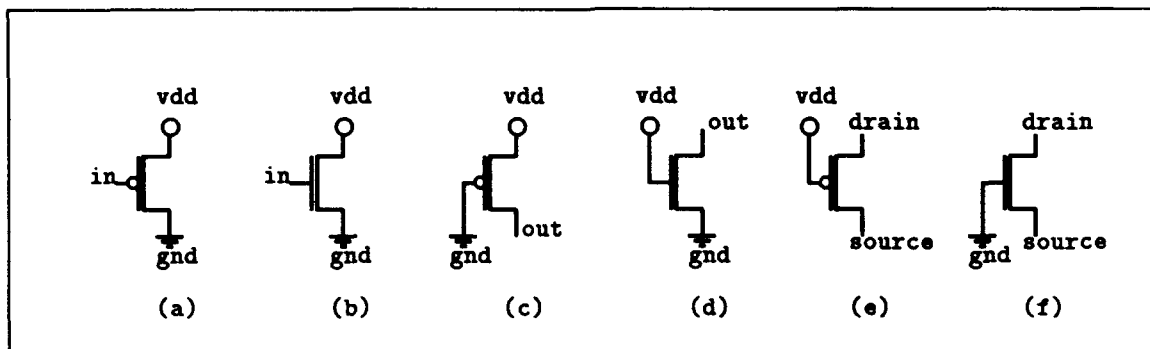 vdd vdd vdd vdd vdd
out drain drain
in in
out source source
gnd gnd gnd gnd gnd
(a) (b) (c) (d) (e) (f)